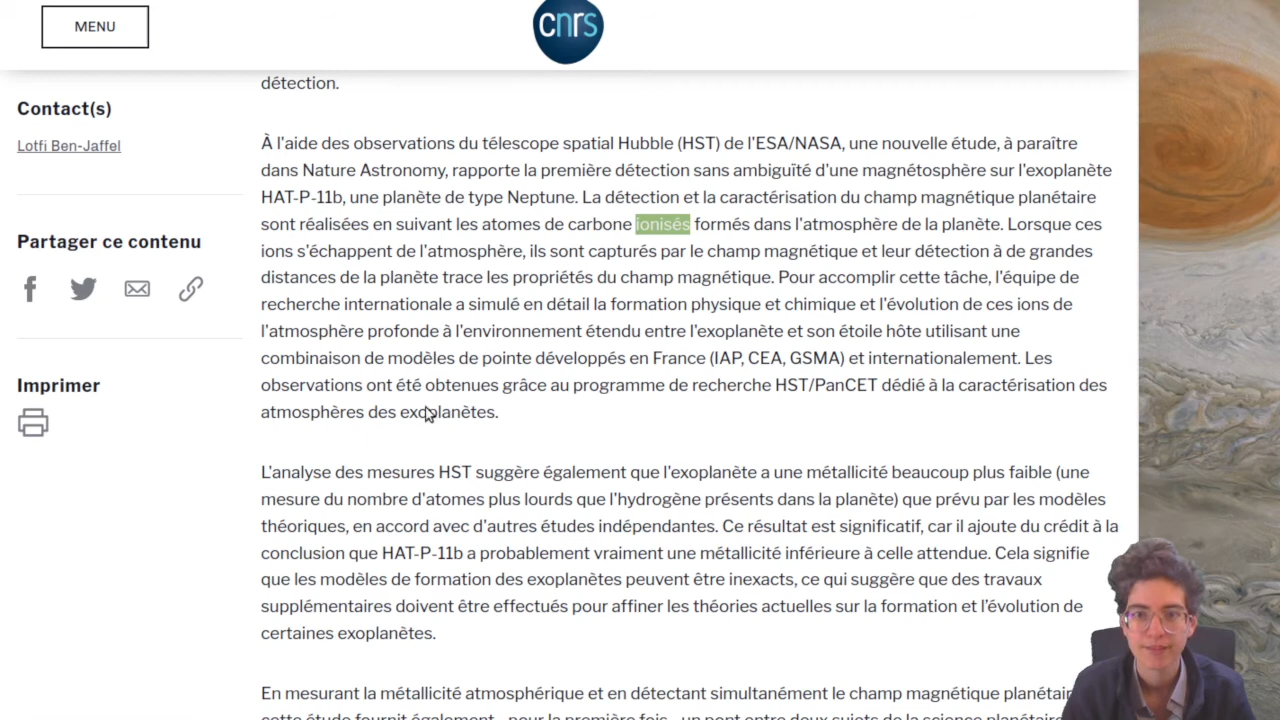 MENU
cnrs
Contact(s)
Lotfi Ben-Jaffel
Partager ce contenu
Imprimer
détection.
À l'aide des observations du télescope spatial Hubble (HST) de l'ESA/NASA, une nouvelle étude, à paraître
dans Nature Astronomy, rapporte la première détection sans ambiguïté d'une magnétosphère sur l'exoplanète
HAT-P-11b, une planète de type Neptune. La détection et la caractérisation du champ magnétique planétaire
sont réalisées en suivant les atomes de carbone ionisés formés dans l'atmosphère de la planète. Lorsque ces
ions s'échappent de l'atmosphère, ils sont capturés par le champ magnétique et leur détection à de grandes
distances de la planète trace les propriétés du champ magnétique. Pour accomplir cette tâche, l'équipe de
recherche internationale a simulé en détail la formation physique et chimique et l'évolution de ces ions de
l'atmosphère profonde à l'environnement étendu entre l'exoplanète et son étoile hôte utilisant une
combinaison de modèles de pointe développés en France (IAP, CEA, GSMA) et internationalement. Les
observations ont été obtenues grâce au programme de recherche HST/PanCET dédié à la caractérisation des
atmosphères des exoplanètes.
L'analyse des mesures HST suggère également que l'exoplanète a une métallicité beaucoup plus faible (une
mesure du nombre d'atomes plus lourds que l'hydrogène présents dans la planète) que prévu par les modèles
théoriques, en accord avec d'autres études indépendantes. Ce résultat est significatif, car il ajoute du crédit à la
conclusion que HAT-P-11b a probablement vraiment une métallicité inférieure à celle attendue. Cela signifie
que les modèles de formation des exoplanètes peuvent être inexacts, ce qui suggère que des travaux
supplémentaires doivent être effectués pour affiner les théories actuelles sur la formation et l’évolution de
certaines exoplanètes.
En mesurant la métallicité atmosphérique et en détectant simultanément le champ magnétique
cette étude fournit également - pour la première fois - un pont entre deux sujets de la science